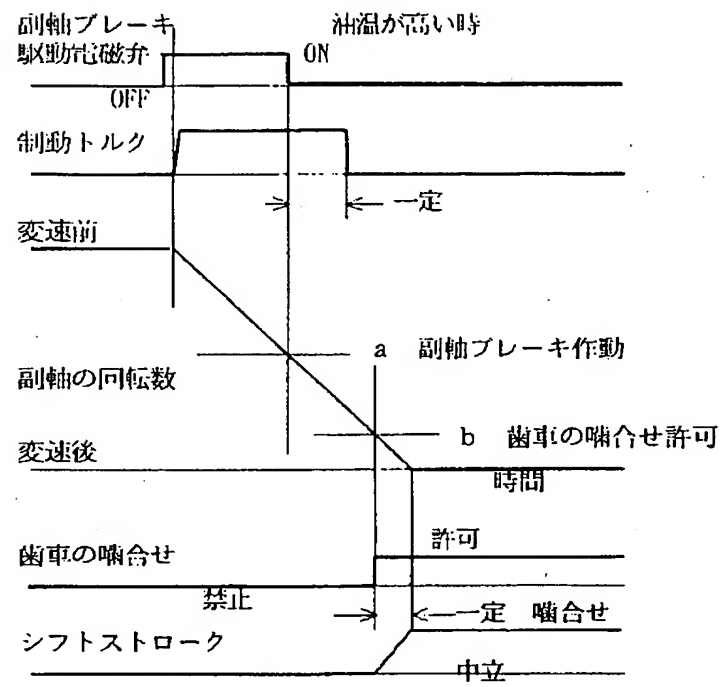 副軸ブレーキ 油温が高い時
駆動電磁弁 ON
OFF
制動トルク
一定
変速前
a 副軸ブレーキ作動
副軸の回転数
b 歯車の噛合せ許可
変速後
時間
許可
歯車の噛合せ
禁止
一定 噛合せ
シフトストローク
中立